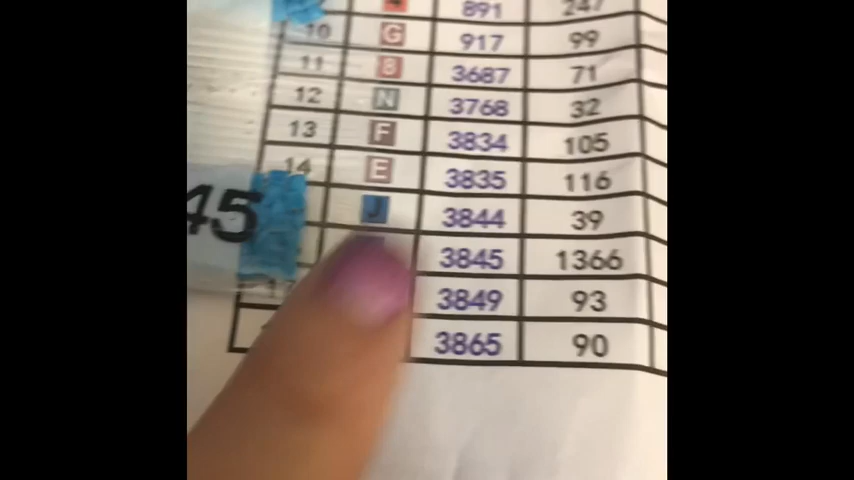 891 247
10 G 917 99
11 8 3687 71
12 N 3768 32
13 F 3834 105
14 E 3835 116
J 3844 39
45
3845 1366
3849 93
3865 90